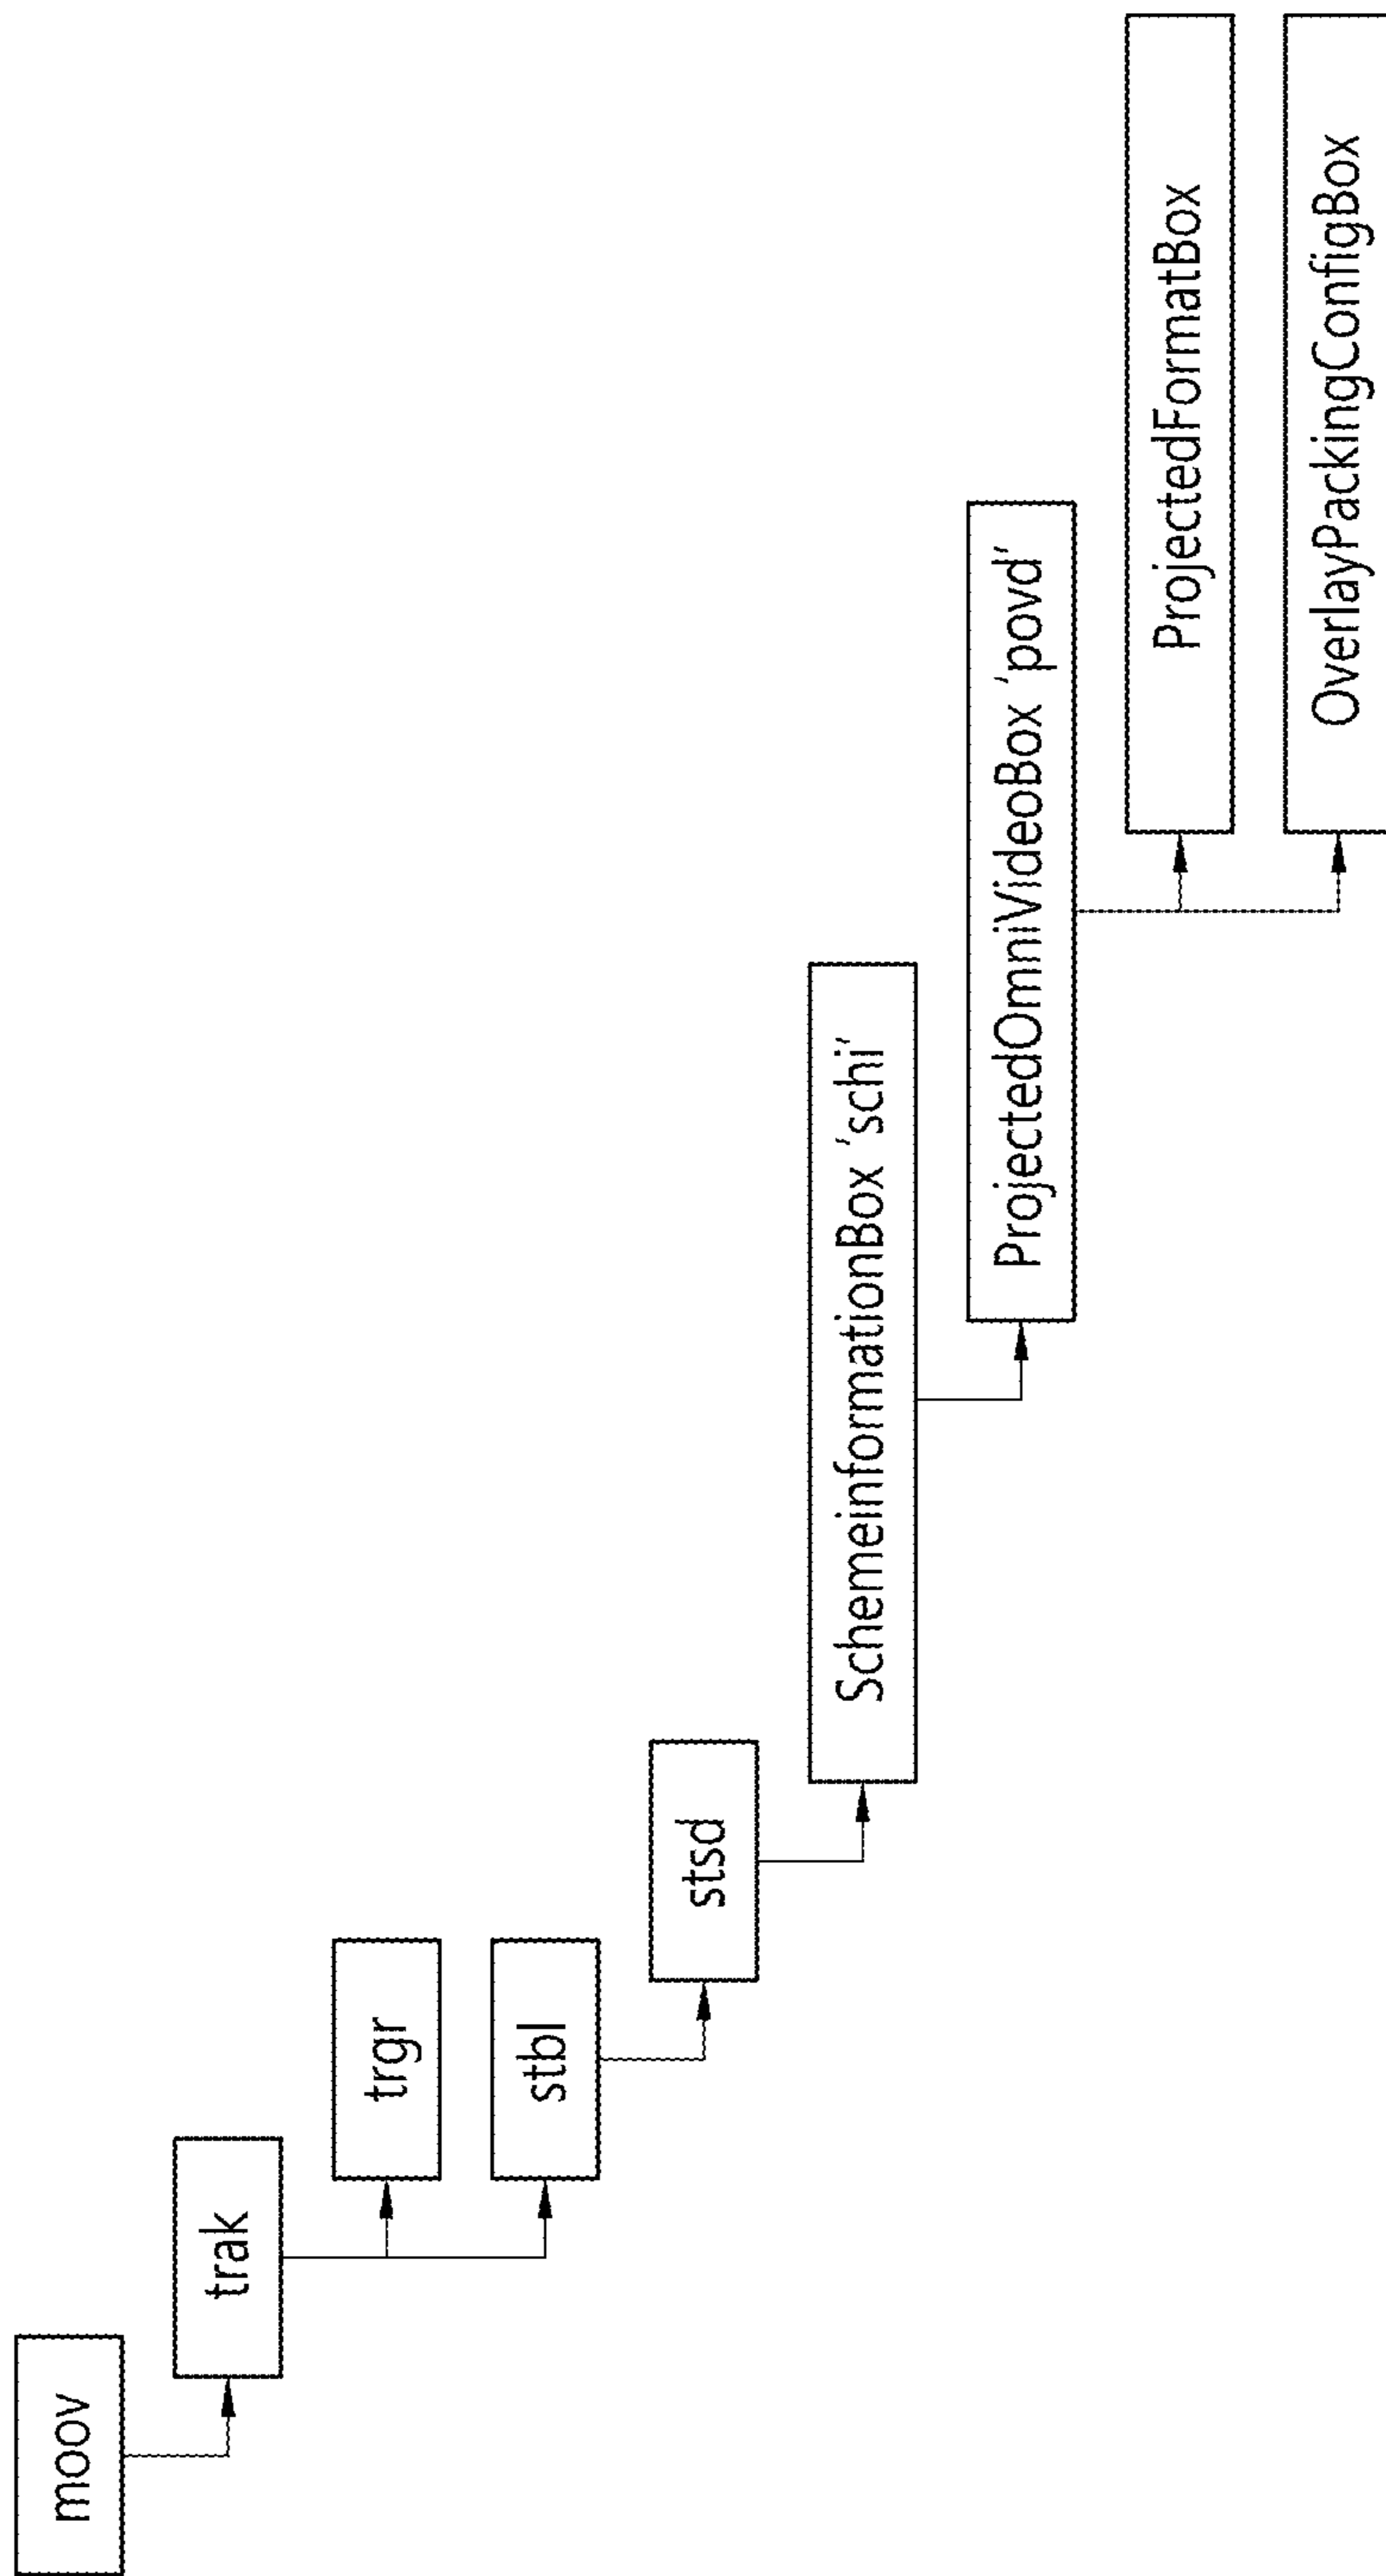 moov
trak
trgr
stbl
stsd
SchemeinformationBox ‘schi’
ProjectedOmniVideoBox ‘povd’
ProjectedFormatBox
OverlayPackingConfigBox